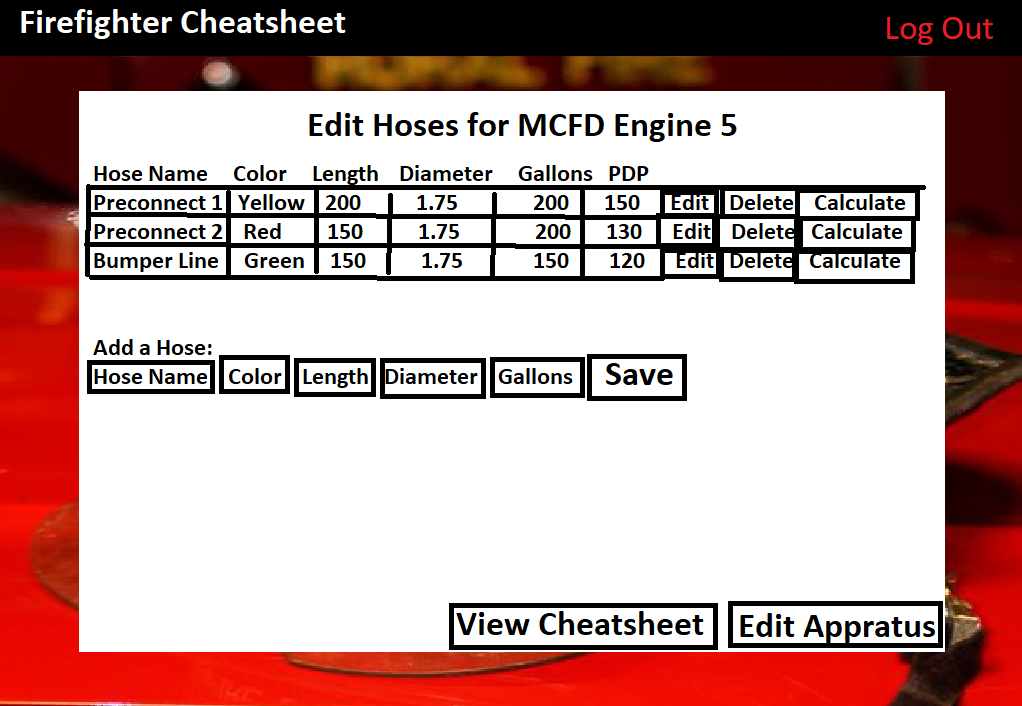 Firefighter Cheatsheet
Log Out
RURAL FIRE
Edit Hoses for MCFD Engine 5
Hose Name Color Length Diameter Gallons PDP
Preconnect 1 Yellow 200 1.75 200 150 Edit Delete Calculate
Preconnect 2 Red 150 1.75 200 130 Edit Delete Calculate
Bumper Line Green 150 1.75 150 120 Edit Delete Calculate
Add a Hose:
Hose Name Color Length Diameter Gallons Save
View Cheatsheet Edit Appratus